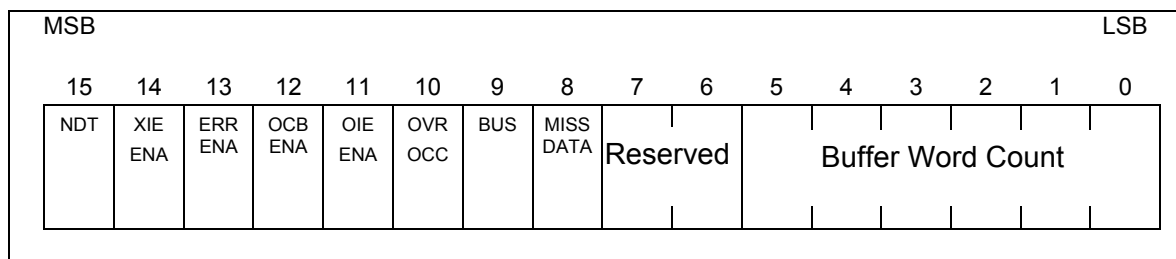 MSB LSB
15 14 13 12 11 10 9 8 7 6 5 4 3 2 1 0
NDT XIE ERR OCB OIE OVR BUS MISS
ENA ENA ENA ENA OCC DATA
Reserved Buffer Word Count